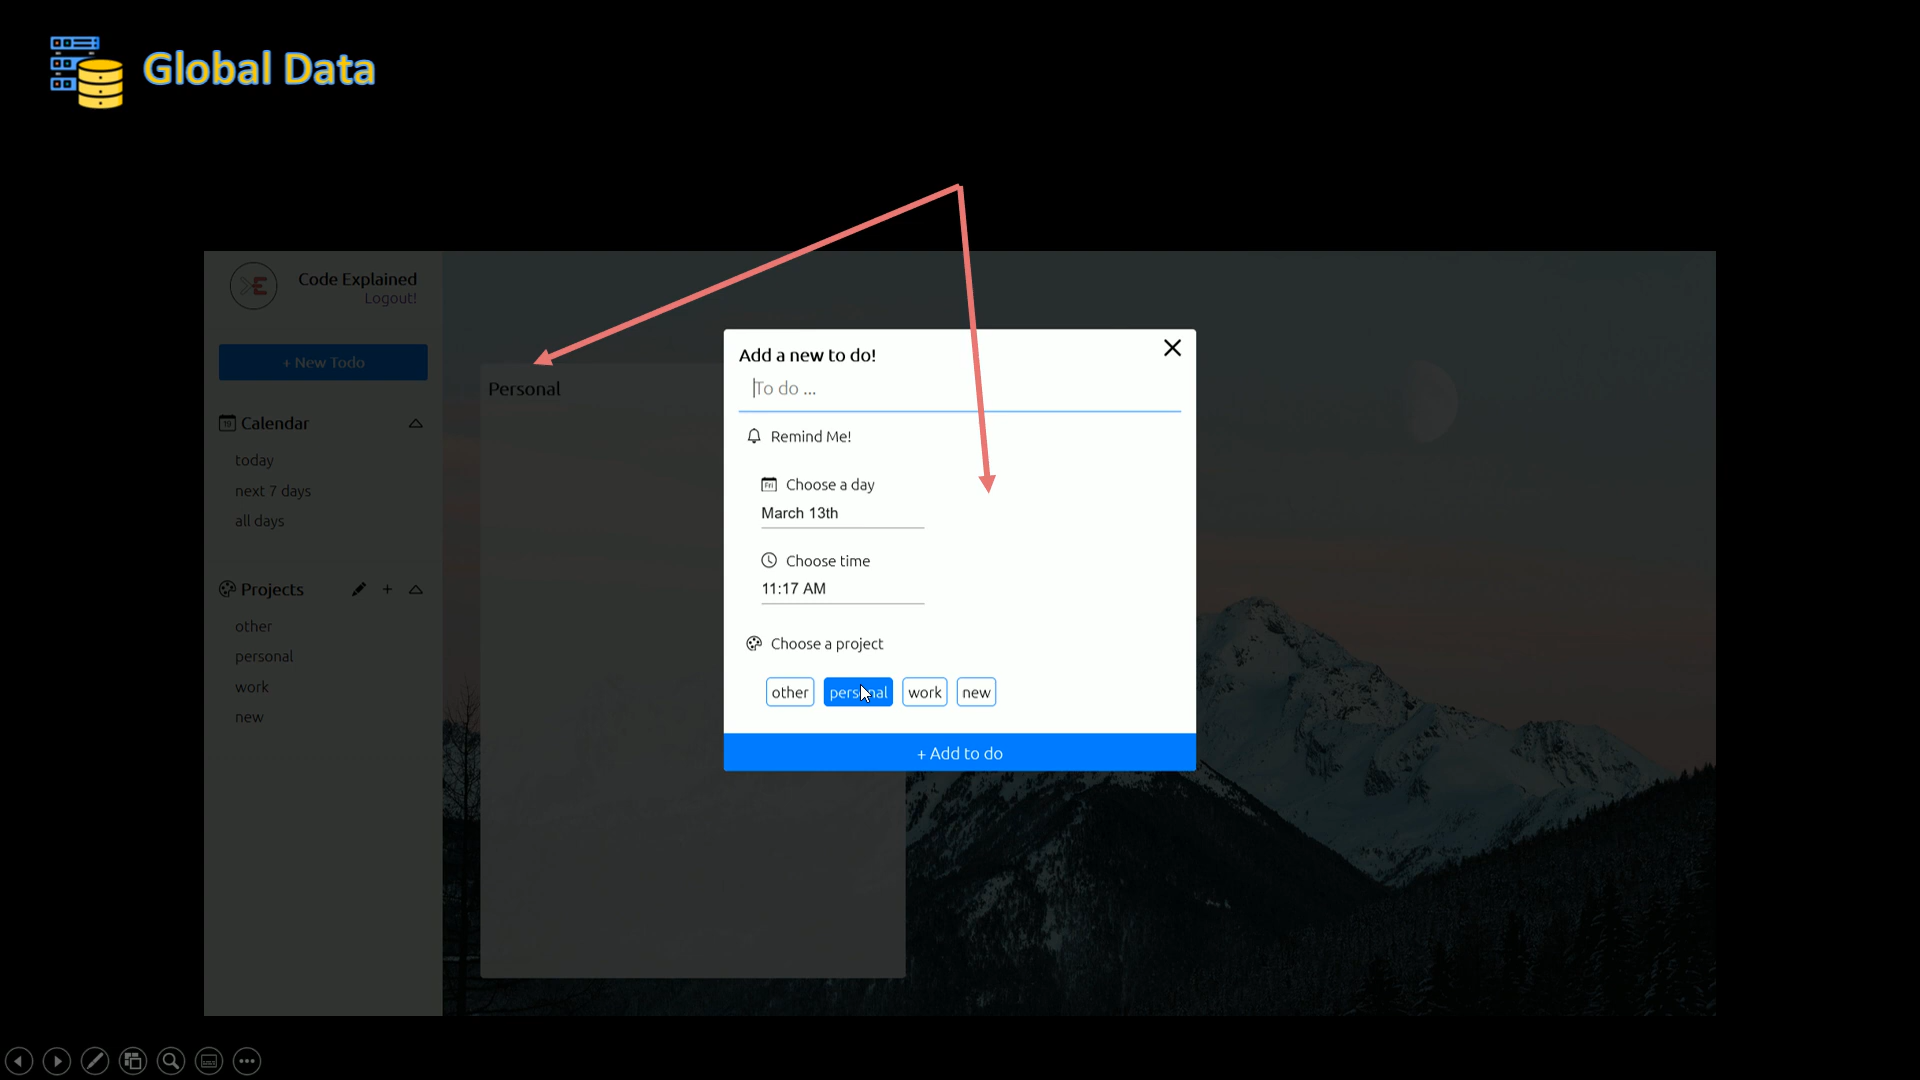 Global Data
Code Explained
Logout!
+ New Todo
Calendar
today
next 7 days
all days
Projects
+
other
personal
work
new
Personal
Add a new to do!
To do ...
Remind Me!
Choose a day
March 13th
Choose time
11:17 AM
Choose a project
other
personal
work
new
+ Add to do